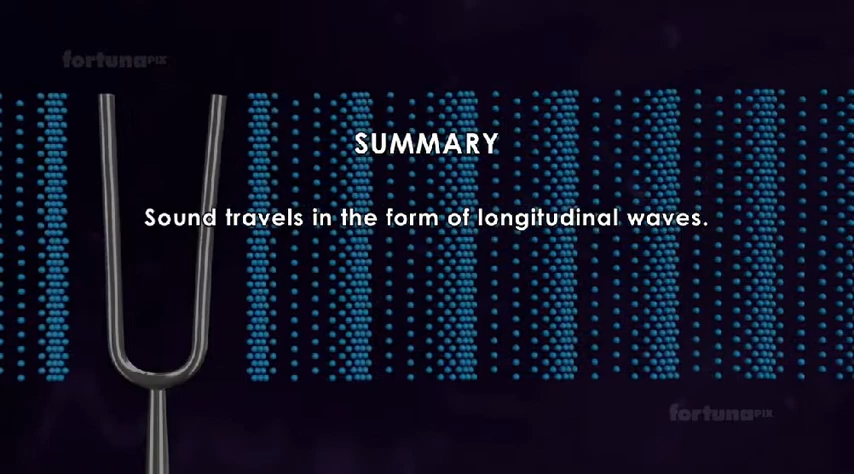 fortunaPIX
SUMMARY
Sound travels in the form of longitudinal waves.
fortunaPIX